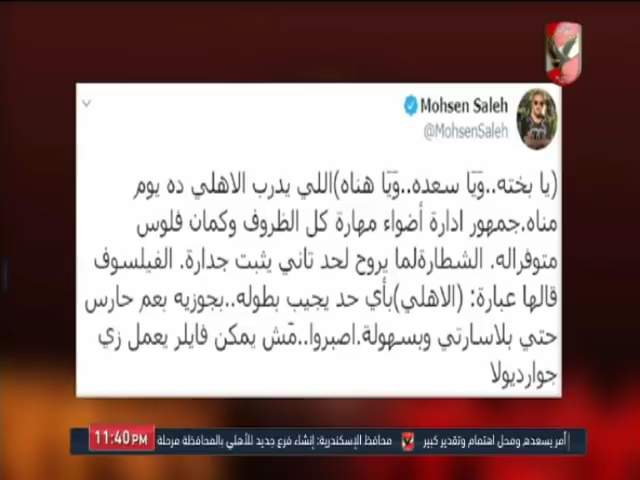 Mohsen Saleh
@MohsenSaleh
(يا بخته..وَيَا سعده..وَيَا هناه)اللي يدرب الاهلي ده يوم
مناه.جمهور ادارة أضواء مهارة كل الظروف وكمان فلوس
متوفراله. الشطارةلما يروح لحد تاني يثبت جدارة. الفيلسوف
قالها عبارة: (الاهلي)بأي حد يجيب بطوله..بجوزيه بعم حارس
حتي بلاسارتي وبسهولة.اصبروا..مّش يمكن فايلر يعمل زي
جوارديولا
11:40 PM
أمر يسعدهم ومحل اهتمام وتقدير كبير محافظ الإسكندرية: إنشاء فرع جديد للأهلي بالمحافظة مرحلة